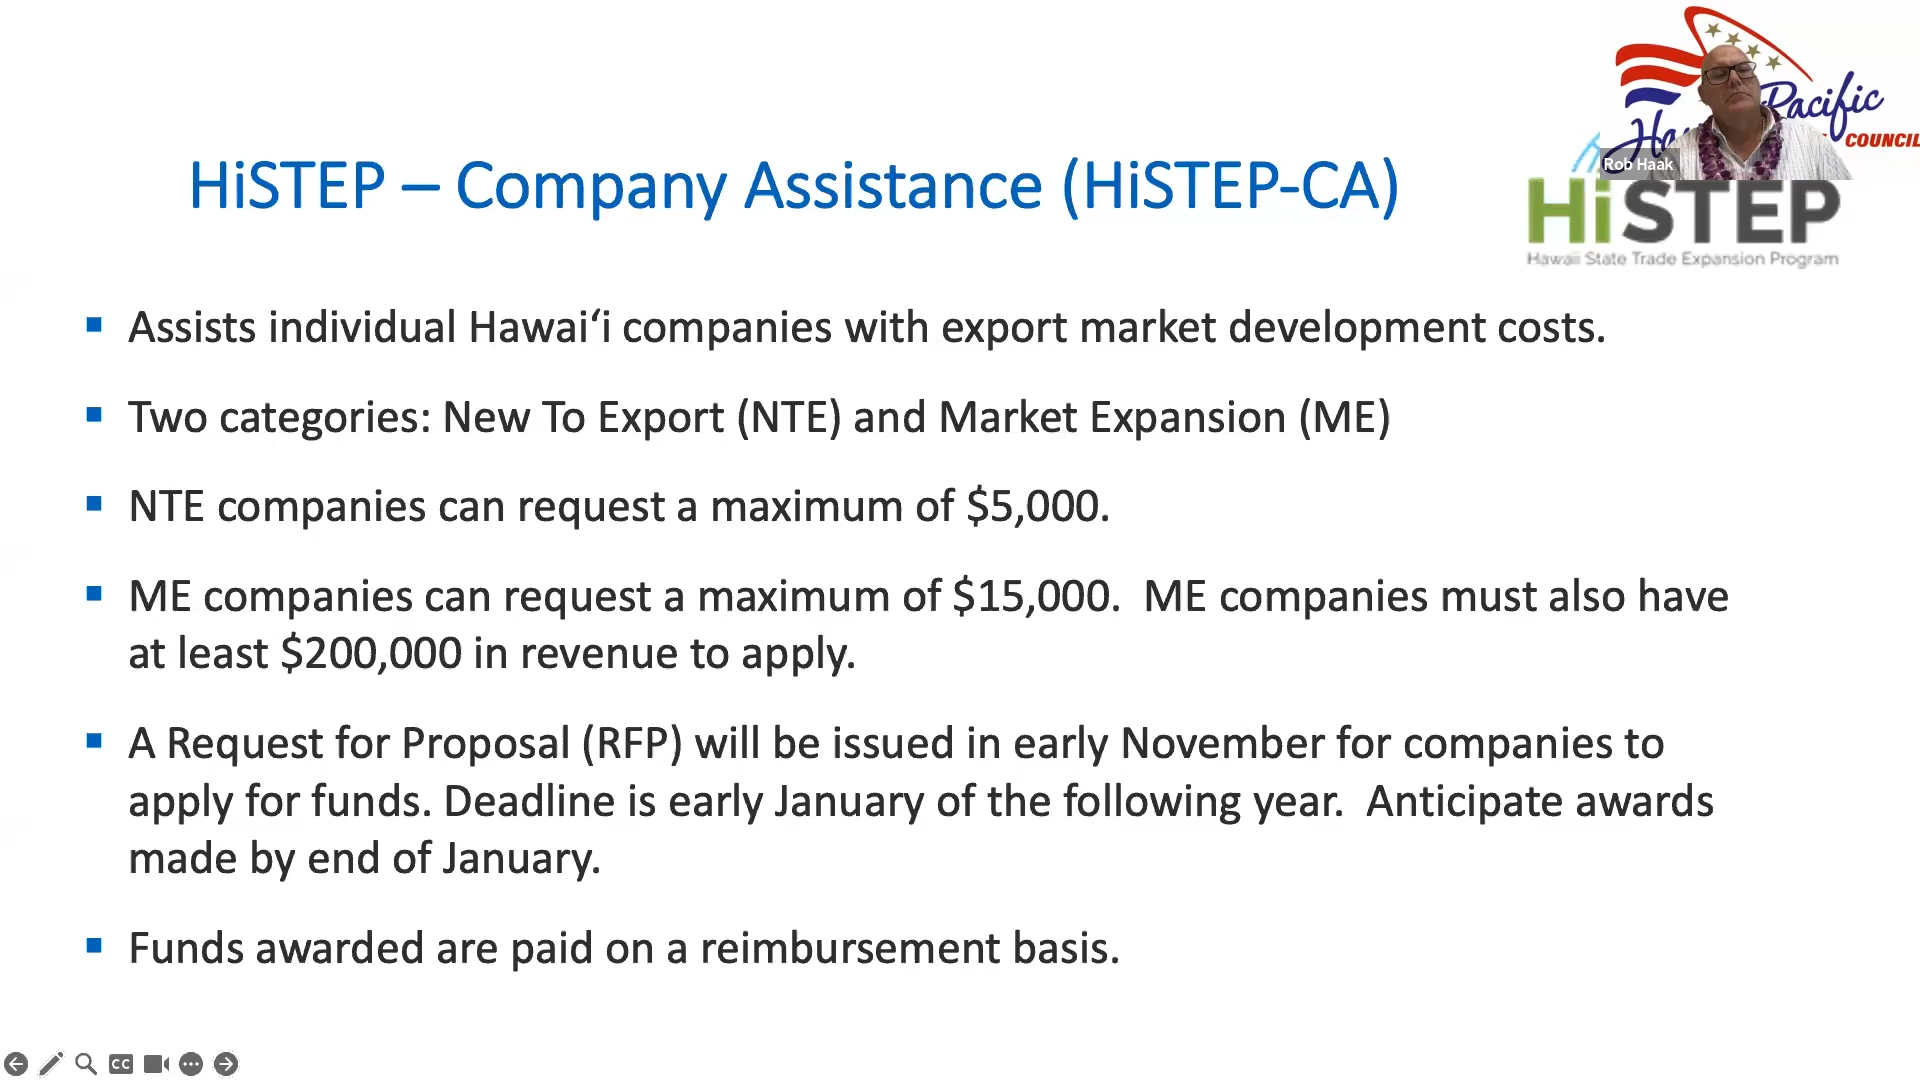 Pacific
COUNCIL
Rob Haak
HiSTEP – Company Assistance (HiSTEP-CA)
HiSTEP
Hawaii State Trade Expansion Program
Assists individual Hawaiʻi companies with export market development costs.
Two categories: New To Export (NTE) and Market Expansion (ME)
NTE companies can request a maximum of $5,000.
ME companies can request a maximum of $15,000.  ME companies must also have
at least $200,000 in revenue to apply.
A Request for Proposal (RFP) will be issued in early November for companies to
apply for funds. Deadline is early January of the following year.  Anticipate awards
made by end of January.
Funds awarded are paid on a reimbursement basis.
CC